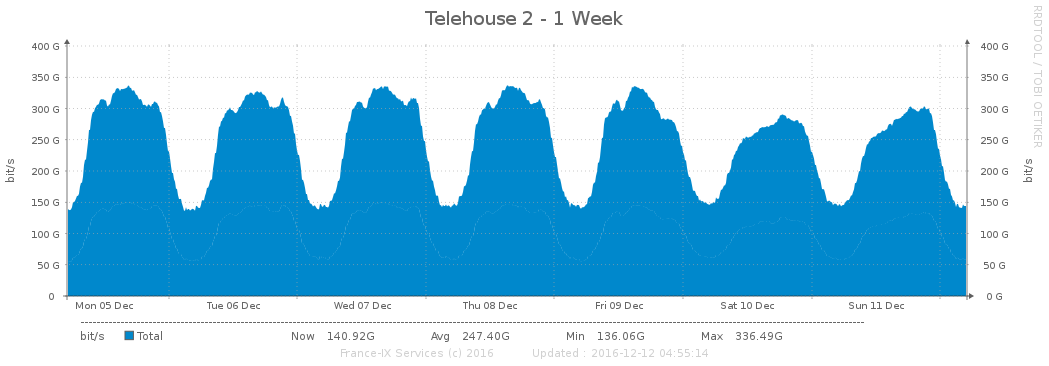 Telehouse 2 - 1 Week
RRDTOOL / TOBI OETIKER
400 G 400 G
350 G 350 G
300 G 300 G
250 G 250 G
200 G 200 G
150 G 150 G
100 G 100 G
50 G 50 G
0 0 G
bit/s
bit/s
Mon 05 Dec Tue 06 Dec Wed 07 Dec Thu 08 Dec Fri 09 Dec Sat 10 Dec Sun 11 Dec
bit/s Total Now 140.92G Avg 247.40G Min 136.06G Max 336.49G
France-IX Services (c) 2016 Updated : 2016-12-12 04:55:14